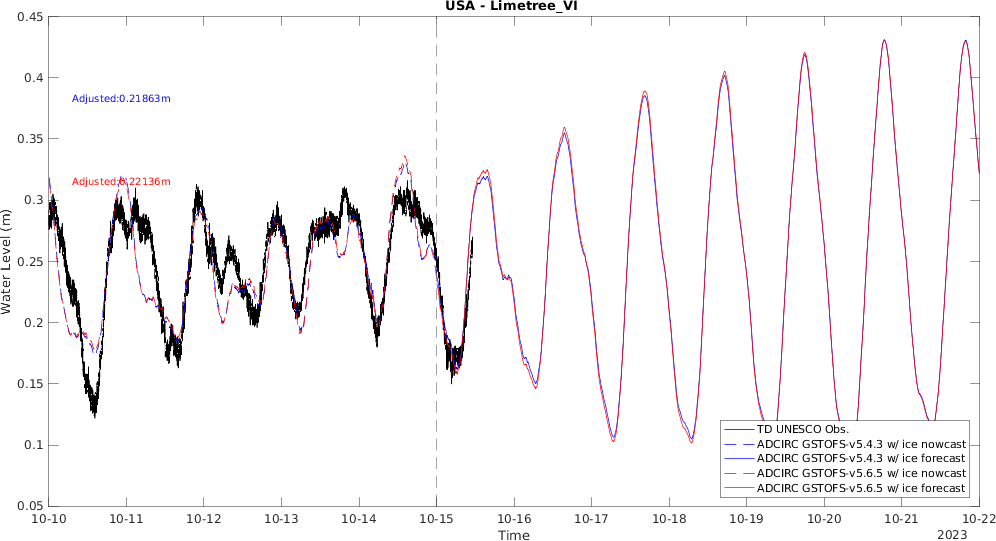 USA - Limetree_VI
0.45
0.4
0.35
0.3
0.25
0.2
0.15
0.1
0.05
Water Level (m)
Adjusted:0.21863m
Adjusted:0.22136m
TD UNESCO Obs.
ADCIRC GSTOFS-v5.4.3 w/ ice nowcast
ADCIRC GSTOFS-v5.4.3 w/ ice forecast
ADCIRC GSTOFS-v5.6.5 w/ ice nowcast
ADCIRC GSTOFS-v5.6.5 w/ ice forecast
10-10 10-11 10-12 10-13 10-14 10-15 10-16 10-17 10-18 10-19 10-20 10-21 10-22
Time
2023